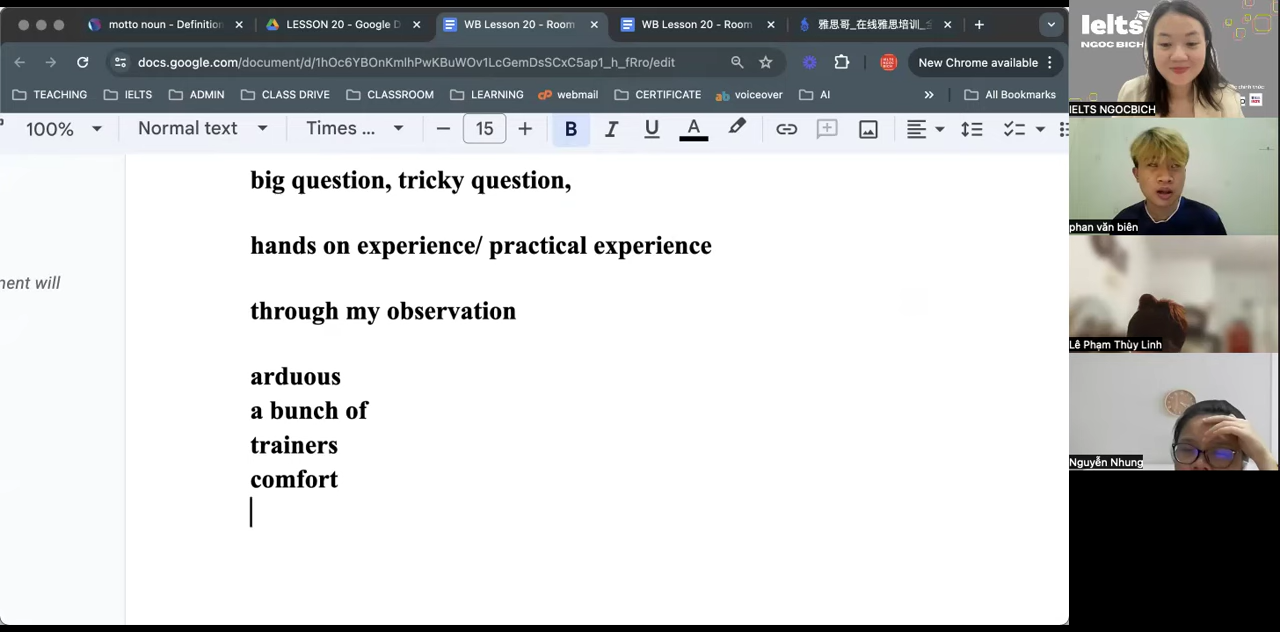 motto noun - Definition
LESSON 20 - Google D
WB Lesson 20 - Room
WB Lesson 20 - Room
雅思哥_在线雅思培训_
docs.google.com/document/d/1hOc6YBOnKmlhPwKBuWOv1LcGemDsSCxC5ap1_h_fRro/edit
New Chrome available
TEACHING
IELTS
ADMIN
CLASS DRIVE
CLASSROOM
LEARNING
webmail
CERTIFICATE
voiceover
AI
All Bookmarks
100%
Normal text
Times ...
15
B I U A
big question, tricky question,
hands on experience/ practical experience
through my observation
nent will
arduous
a bunch of
trainers
comfort
Ielts
NGOC BICH
IELTS NGOCBICH
phan văn biên
Lê Phạm Thùy Linh
Nguyễn Nhung